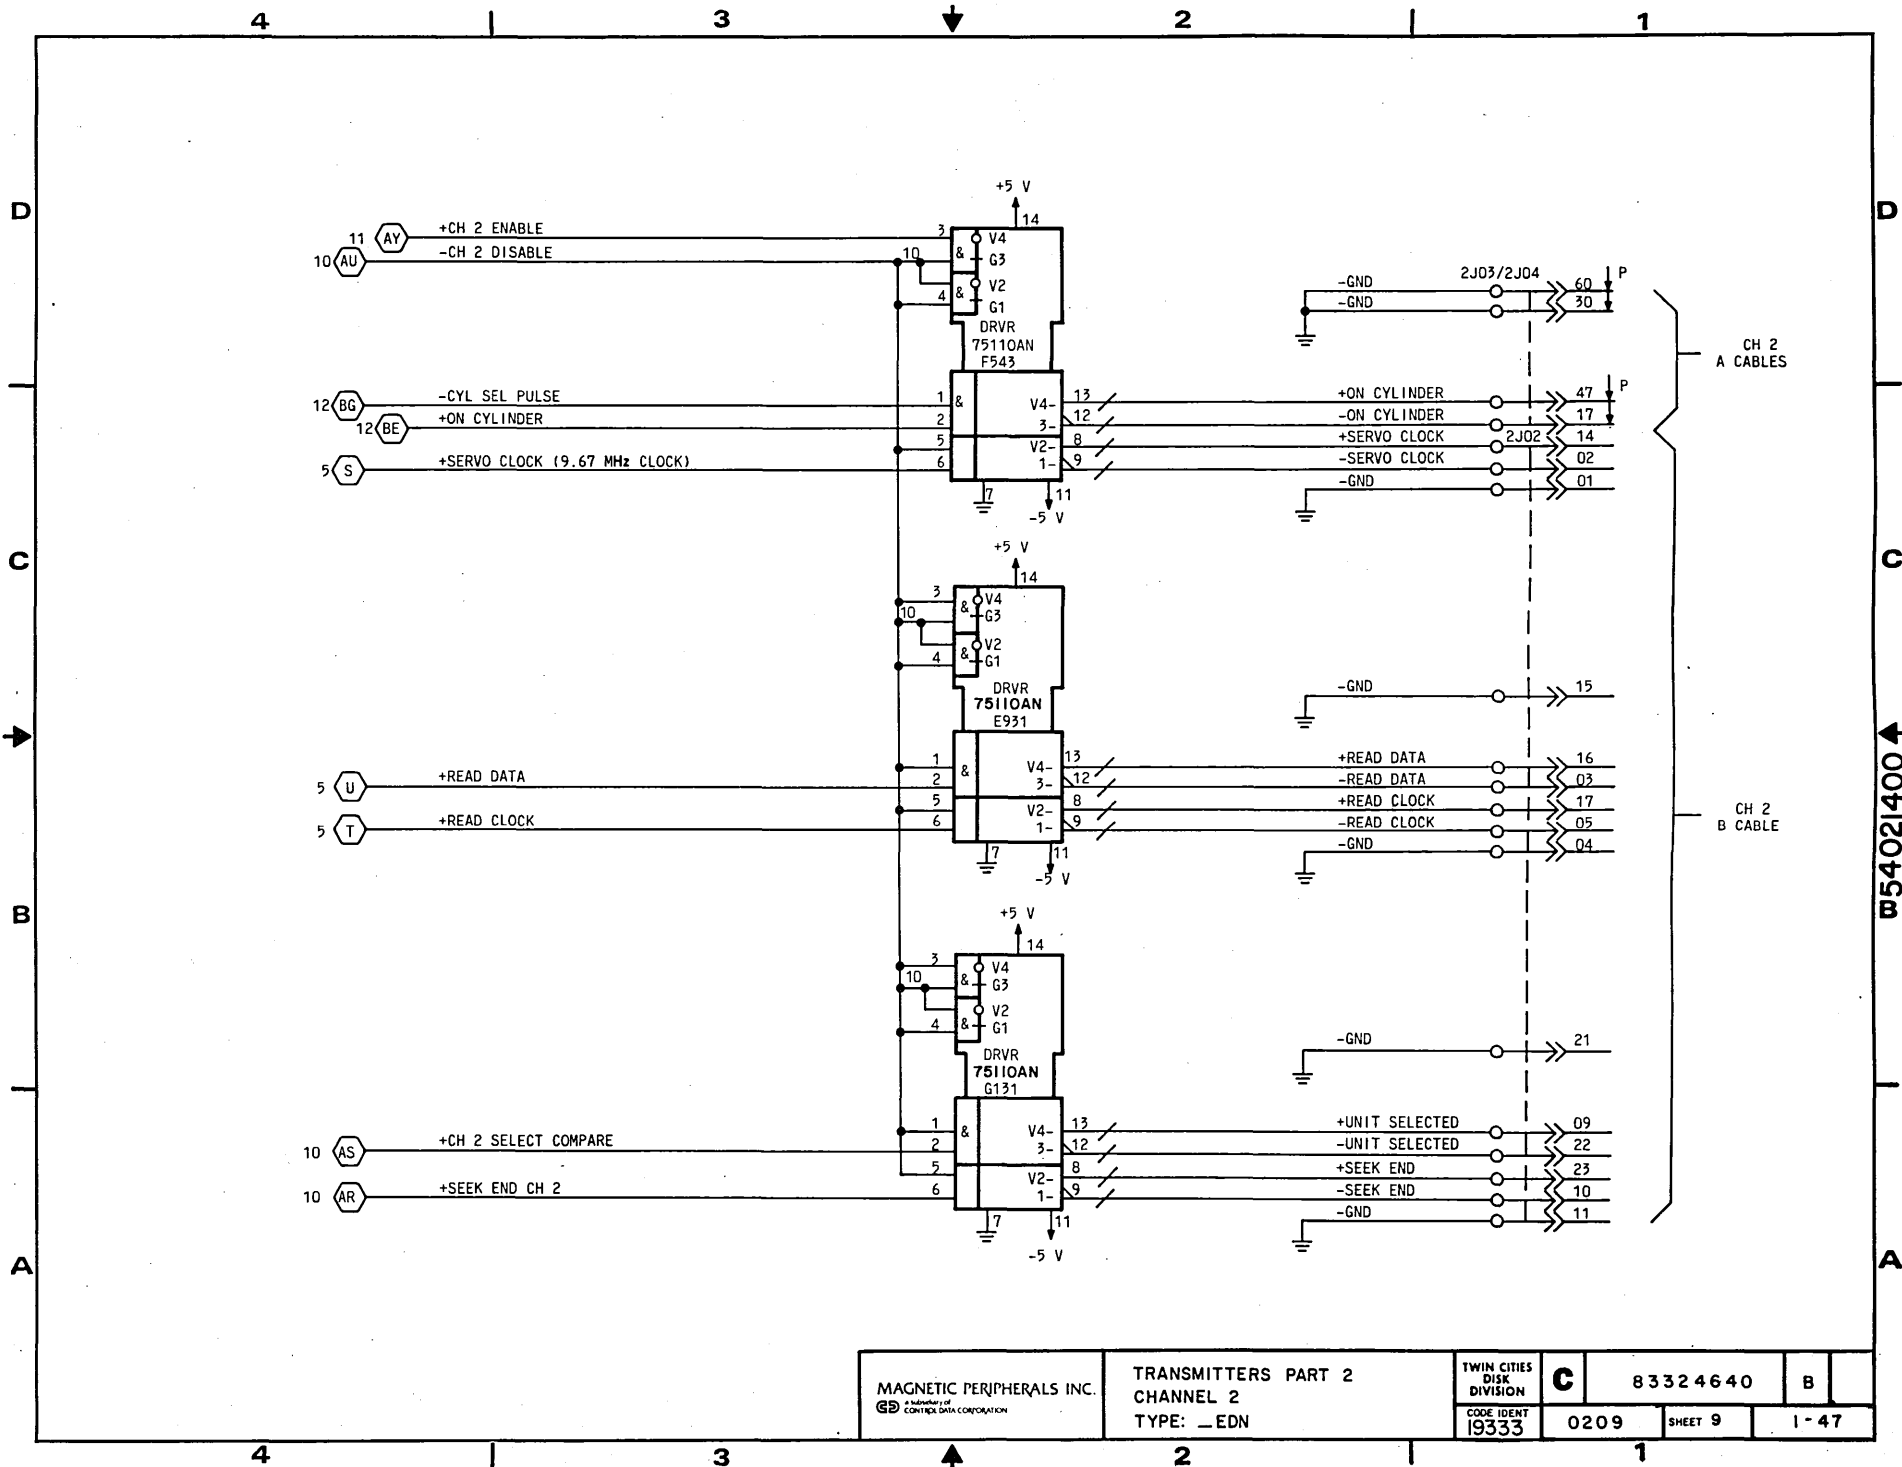 4 3 2 1
D D
+5 V
14
11 AY +CH 2 ENABLE 3 V4
10 AU -CH 2 DISABLE 10 & G3
V2
4 & G1
DRVR
75110AN
F543
2J03/2J04
-GND 60 P
-GND 30
CH 2
A CABLES
12 BG -CYL SEL PULSE 1 & V4- 13 +ON CYLINDER 47 P
12 BE +ON CYLINDER 2 3- 12 -ON CYLINDER 17
5 V2- 8 +SERVO CLOCK 2J02 14
5 S +SERVO CLOCK (9.67 MHz CLOCK) 6 1- 9 -SERVO CLOCK 02
-GND 01
7 11
-5 V
C C
+5 V
14
3 & V4
10 G3
V2
4 & G1
DRVR
75110AN
E931
-GND 15
1 & V4- 13 +READ DATA 16
5 U +READ DATA 2 3- 12 -READ DATA 03
5 V2- 8 +READ CLOCK 17
5 T +READ CLOCK 6 1- 9 -READ CLOCK 05
-GND 04
7 11
-5 V
CH 2
B CABLE
B54021400
B
+5 V
14
3 V4
10 & G3
V2
4 & G1
DRVR
75110AN
G131
-GND 21
1 & V4- 13 +UNIT SELECTED 09
10 AS +CH 2 SELECT COMPARE 2 3- 12 -UNIT SELECTED 22
5 V2- 8 +SEEK END 23
10 AR +SEEK END CH 2 6 1- 9 -SEEK END 10
-GND 11
7 11
-5 V
A A
MAGNETIC PERIPHERALS INC.
a subsidiary of
CONTROL DATA CORPORATION
TRANSMITTERS PART 2
CHANNEL 2
TYPE: _EDN
TWIN CITIES
DISK
DIVISION
C 83324640 B
CODE IDENT
19333
0209 SHEET 9 1-47
4 3 2 1